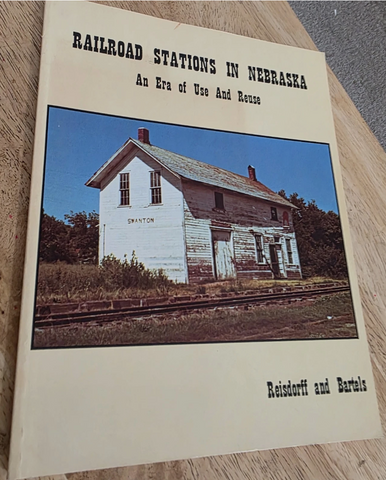 RAILROAD STATIONS IN NEBRASKA
An Era of Use And Reuse
SWANTON
Reisdorff and Bartels